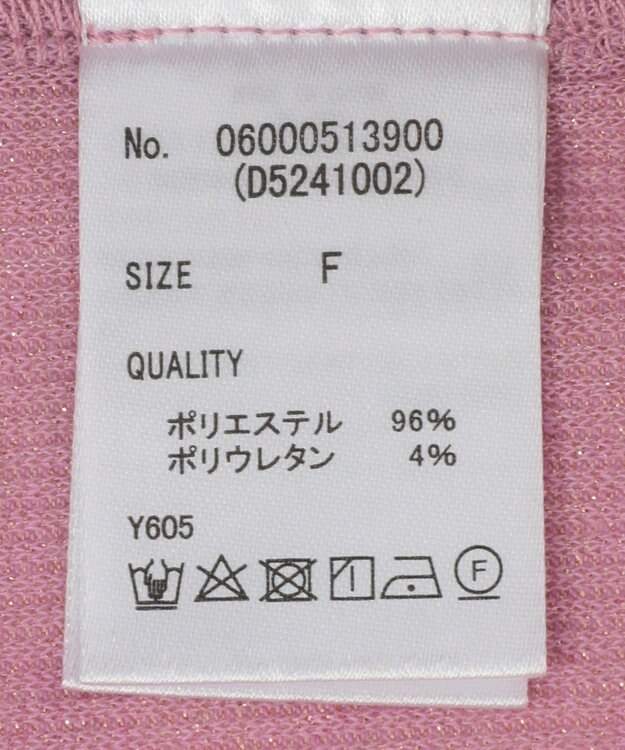 No. 06000513900
(D5241002)
SIZE F
QUALITY
ポリエステル 96%
ポリウレタン 4%
Y605
F